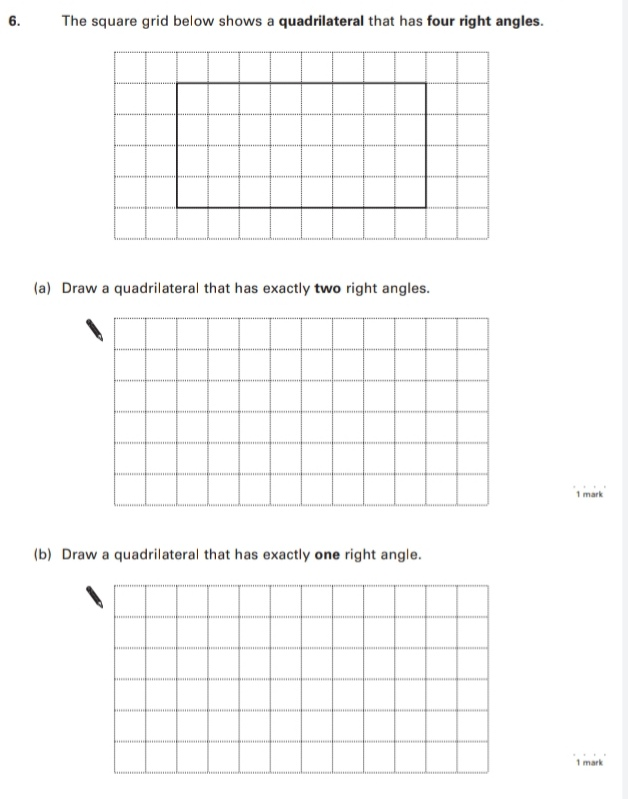 6. The square grid below shows a quadrilateral that has four right angles.
(a) Draw a quadrilateral that has exactly two right angles.
1 mark
(b) Draw a quadrilateral that has exactly one right angle.
1 mark